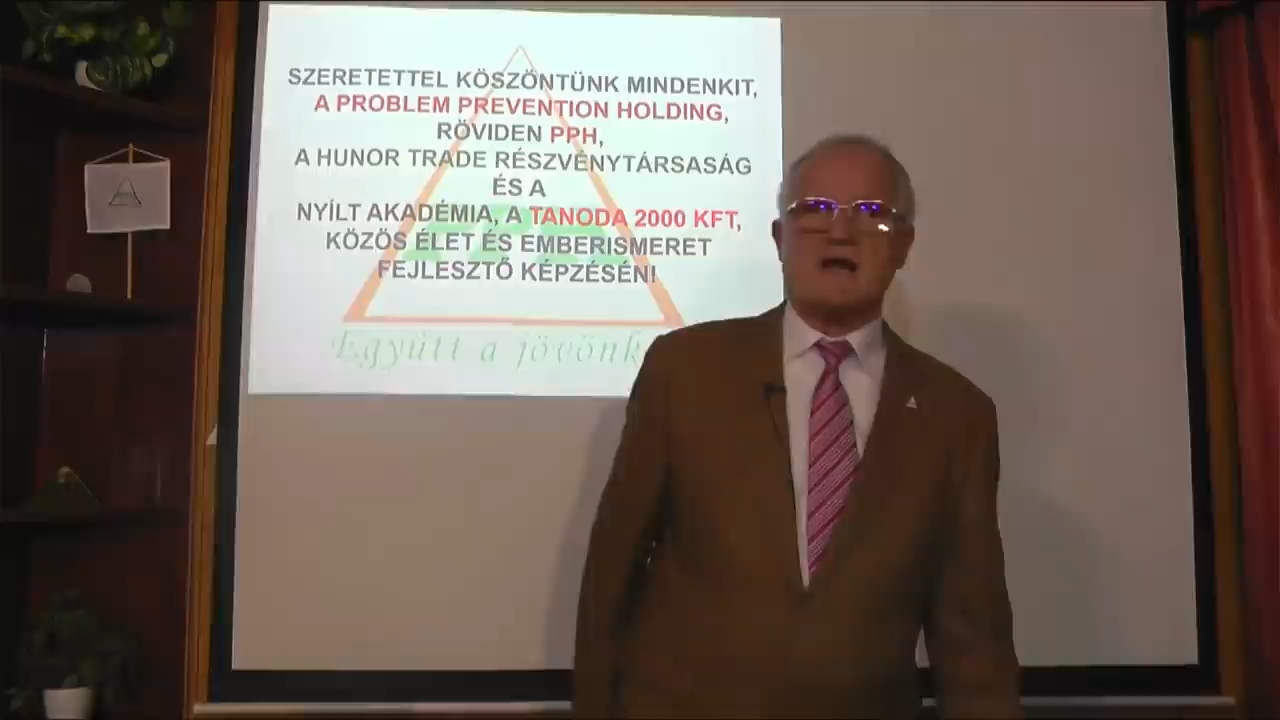 SZERETETTEL KÖSZÖNTÜNK MINDENKIT,
A PROBLEM PREVENTION HOLDING,
RÖVIDEN PPH,
A HUNOR TRADE RÉSZVÉNYTÁRSASÁG
ÉS A
NYÍLT AKADÉMIA, A TANODA 2000 KFT,
KÖZÖS ÉLET ÉS EMBERISMERET
FEJLESZTŐ KÉPZÉSÉN!
Együtt a jövőnk